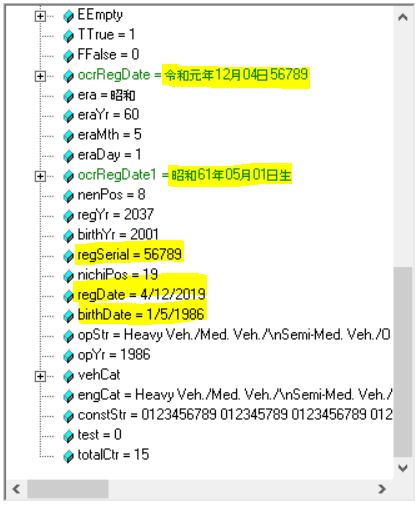 EEmpty
TTrue = 1
FFalse = 0
ocrRegDate = 令和元年12月04日56789
era = 昭和
eraYr = 60
eraMth = 5
eraDay = 1
ocrRegDate1 = 昭和61年05月01日生
nenPos = 8
regYr = 2037
birthYr = 2001
regSerial = 56789
nichiPos = 19
regDate = 4/12/2019
birthDate = 1/5/1986
opStr = Heavy Veh./Med. Veh./\nSemi-Med. Veh./O
opYr = 1986
vehCat
engCat = Heavy Veh./Med. Veh./\nSemi-Med. Veh./
constStr = 0123456789 012345789 0123456789 012
test = 0
totalCtr = 15